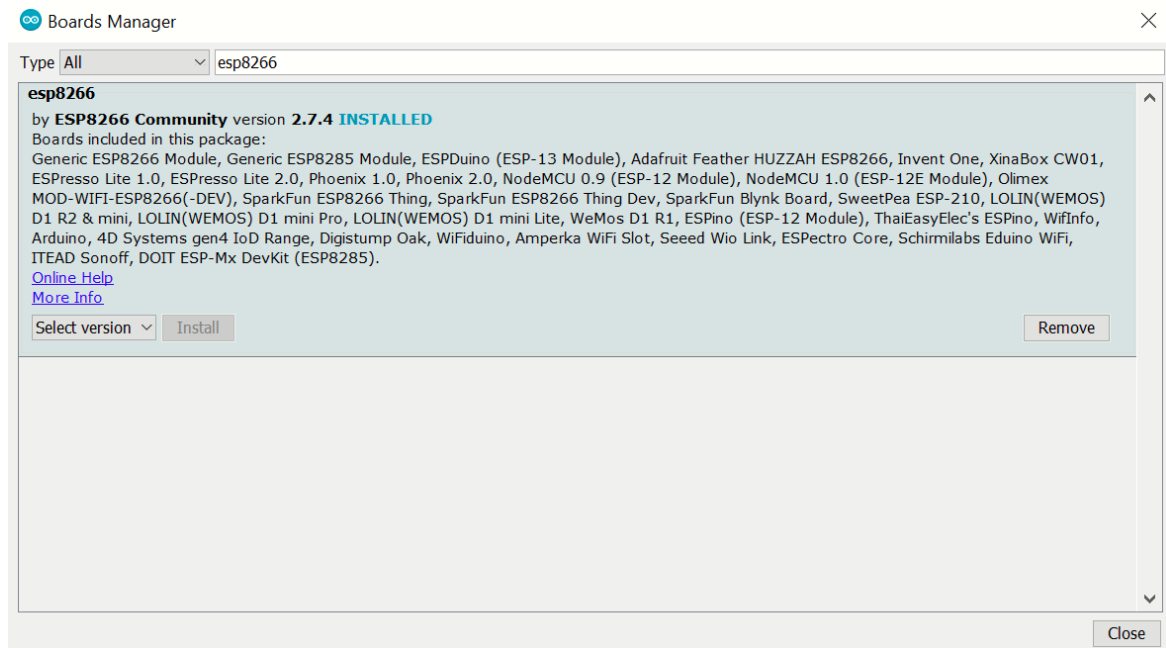 Boards Manager
Type All esp8266
esp8266
by ESP8266 Community version 2.7.4 INSTALLED
Boards included in this package:
Generic ESP8266 Module, Generic ESP8285 Module, ESPDuino (ESP-13 Module), Adafruit Feather HUZZAH ESP8266, Invent One, XinaBox CW01,
ESPresso Lite 1.0, ESPresso Lite 2.0, Phoenix 1.0, Phoenix 2.0, NodeMCU 0.9 (ESP-12 Module), NodeMCU 1.0 (ESP-12E Module), Olimex
MOD-WIFI-ESP8266(-DEV), SparkFun ESP8266 Thing, SparkFun ESP8266 Thing Dev, SparkFun Blynk Board, SweetPea ESP-210, LOLIN(WEMOS)
D1 R2 & mini, LOLIN(WEMOS) D1 mini Pro, LOLIN(WEMOS) D1 mini Lite, WeMos D1 R1, ESPino (ESP-12 Module), ThaiEasyElec's ESPino, WifInfo,
Arduino, 4D Systems gen4 IoD Range, Digistump Oak, WiFiduino, Amperka WiFi Slot, Seeed Wio Link, ESPectro Core, Schirmilabs Eduino WiFi,
ITEAD Sonoff, DOIT ESP-Mx DevKit (ESP8285).
Online Help
More Info
Select version Install Remove
Close